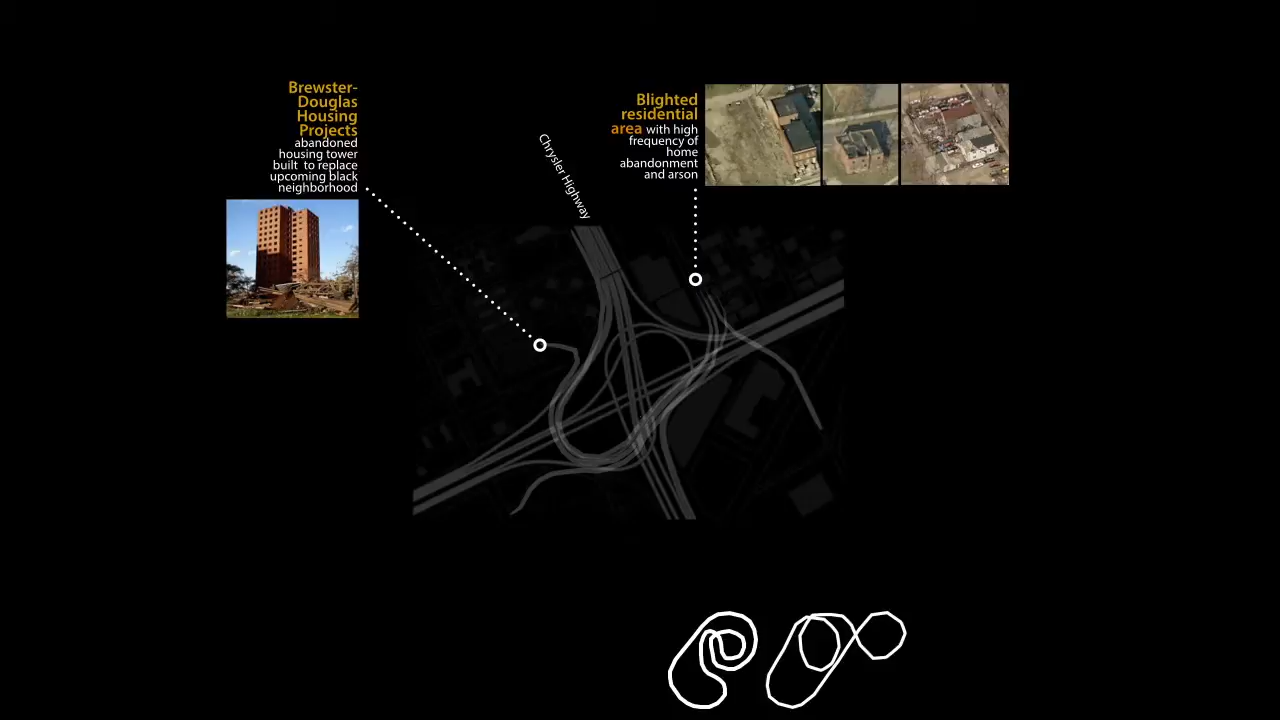 Brewster-
Douglas
Housing
Projects
abandoned
housing tower
built to replace
upcoming black
neighborhood
Chrysler Highway
Blighted
residential
area with high
frequency of
home
abandonment
and arson